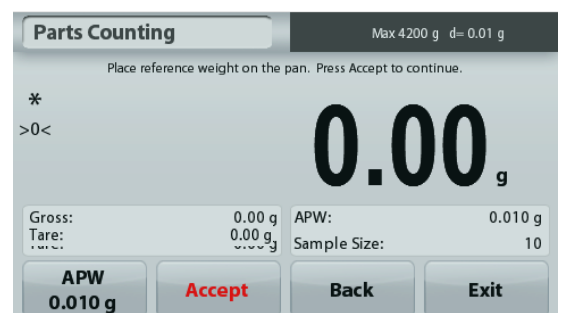 Parts Counting
Max 4200 g d= 0.01 g
Place reference weight on the pan. Press Accept to continue.
*
>0<
0.00 g
Gross: 0.00 g
Tare: 0.00 g
APW: 0.010 g
Sample Size: 10
APW
0.010 g
Accept
Back
Exit